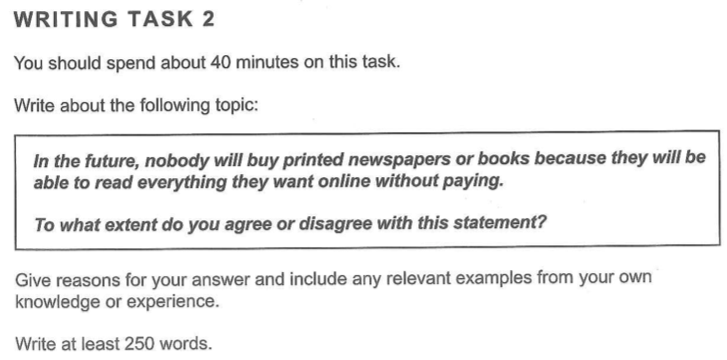 WRITING TASK 2
You should spend about 40 minutes on this task.
Write about the following topic:
In the future, nobody will buy printed newspapers or books because they will be
able to read everything they want online without paying.
To what extent do you agree or disagree with this statement?
Give reasons for your answer and include any relevant examples from your own
knowledge or experience.
Write at least 250 words.